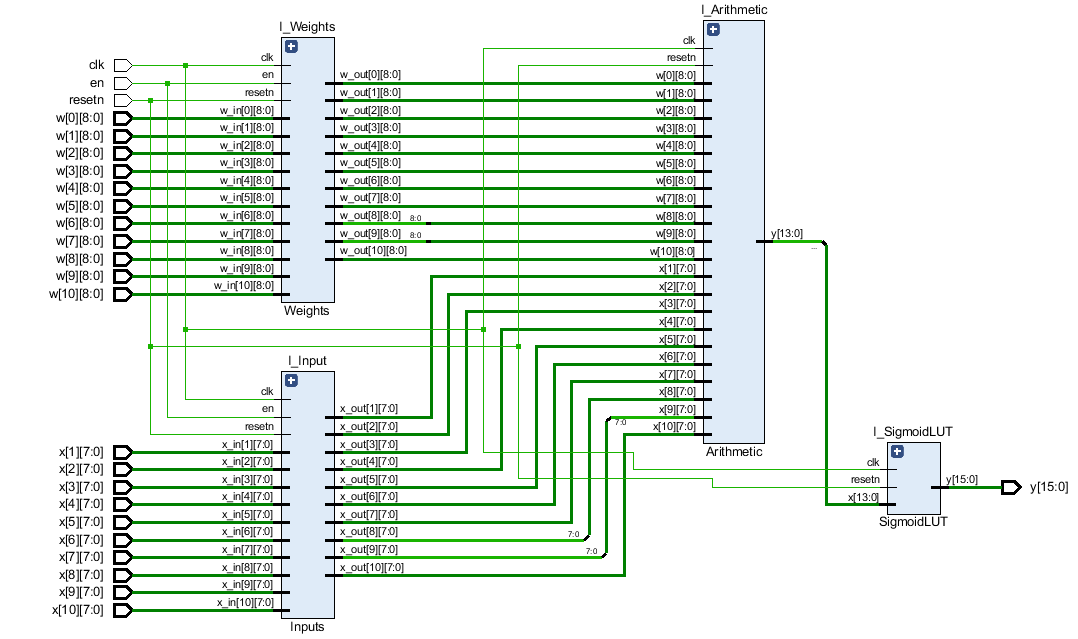 I_Weights
clk
en
resetn
w[0][8:0]
w[1][8:0]
w[2][8:0]
w[3][8:0]
w[4][8:0]
w[5][8:0]
w[6][8:0]
w[7][8:0]
w[8][8:0]
w[9][8:0]
w[10][8:0]
clk
en
resetn
w_in[0][8:0]
w_in[1][8:0]
w_in[2][8:0]
w_in[3][8:0]
w_in[4][8:0]
w_in[5][8:0]
w_in[6][8:0]
w_in[7][8:0]
w_in[8][8:0]
w_in[9][8:0]
w_in[10][8:0]
w_out[0][8:0]
w_out[1][8:0]
w_out[2][8:0]
w_out[3][8:0]
w_out[4][8:0]
w_out[5][8:0]
w_out[6][8:0]
w_out[7][8:0]
w_out[8][8:0] 8:0
w_out[9][8:0] 8:0
w_out[10][8:0]
Weights
I_Input
x[1][7:0]
x[2][7:0]
x[3][7:0]
x[4][7:0]
x[5][7:0]
x[6][7:0]
x[7][7:0]
x[8][7:0]
x[9][7:0]
x[10][7:0]
clk
en
resetn
x_in[1][7:0]
x_in[2][7:0]
x_in[3][7:0]
x_in[4][7:0]
x_in[5][7:0]
x_in[6][7:0]
x_in[7][7:0]
x_in[8][7:0]
x_in[9][7:0]
x_in[10][7:0]
x_out[1][7:0]
x_out[2][7:0]
x_out[3][7:0]
x_out[4][7:0]
x_out[5][7:0]
x_out[6][7:0]
x_out[7][7:0]
x_out[8][7:0] 7:0
x_out[9][7:0] 7:0
x_out[10][7:0]
Inputs
I_Arithmetic
clk
resetn
w[0][8:0]
w[1][8:0]
w[2][8:0]
w[3][8:0]
w[4][8:0]
w[5][8:0]
w[6][8:0]
w[7][8:0]
w[8][8:0]
w[9][8:0]
w[10][8:0]
x[1][7:0]
x[2][7:0]
x[3][7:0]
x[4][7:0]
x[5][7:0]
x[6][7:0]
x[7][7:0]
x[8][7:0]
x[9][7:0]
7:0
x[10][7:0]
y[13:0]
...
Arithmetic
I_SigmoidLUT
clk
resetn
x[13:0]
y[15:0]
SigmoidLUT
y[15:0]